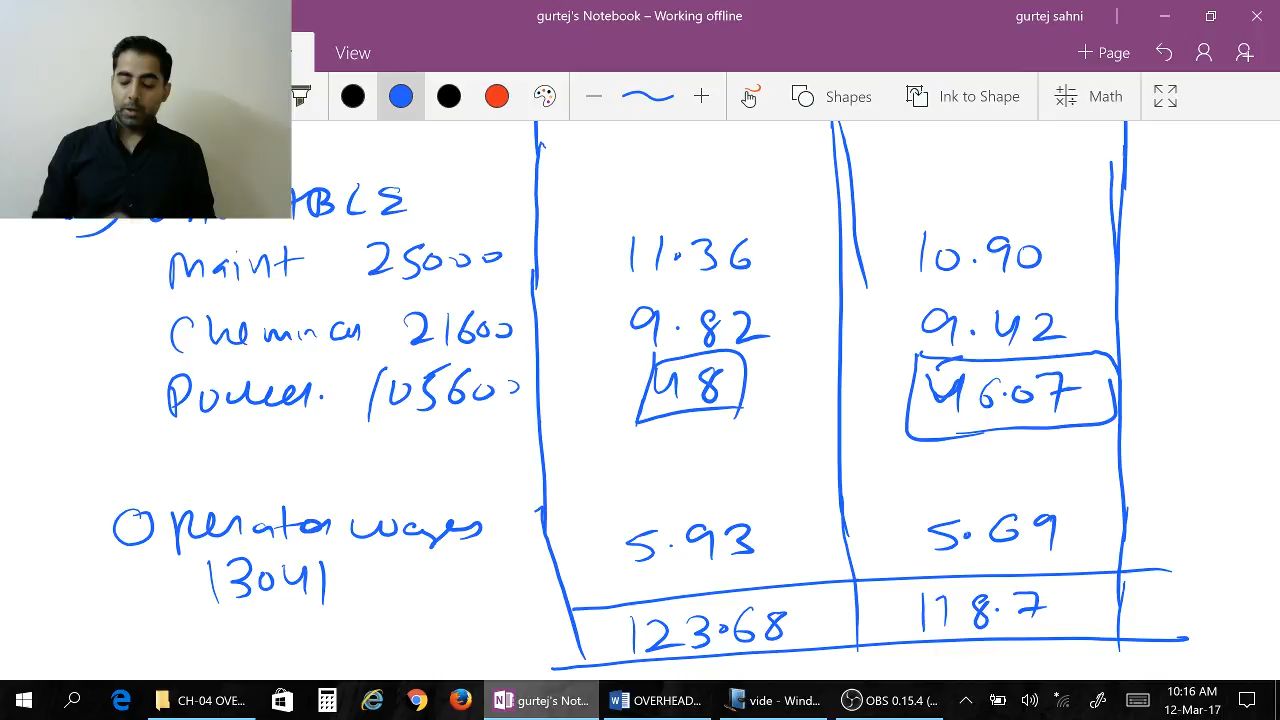 gurtej's Notebook – Working offline
gurtej sahni
View
Page
Shapes
Ink to Shape
Math
ABLE
Maint 25000 11.36 10.90
Chemical 21600 9.82 9.42
Power. 105600 48 46.07
Operator wages 5.93 5.69
13041
123.68 118.7
CH-04 OVE...
gurtej's Not...
OVERHEAD...
vide - Wind...
OBS 0.15.4 (...
10:16 AM
12-Mar-17